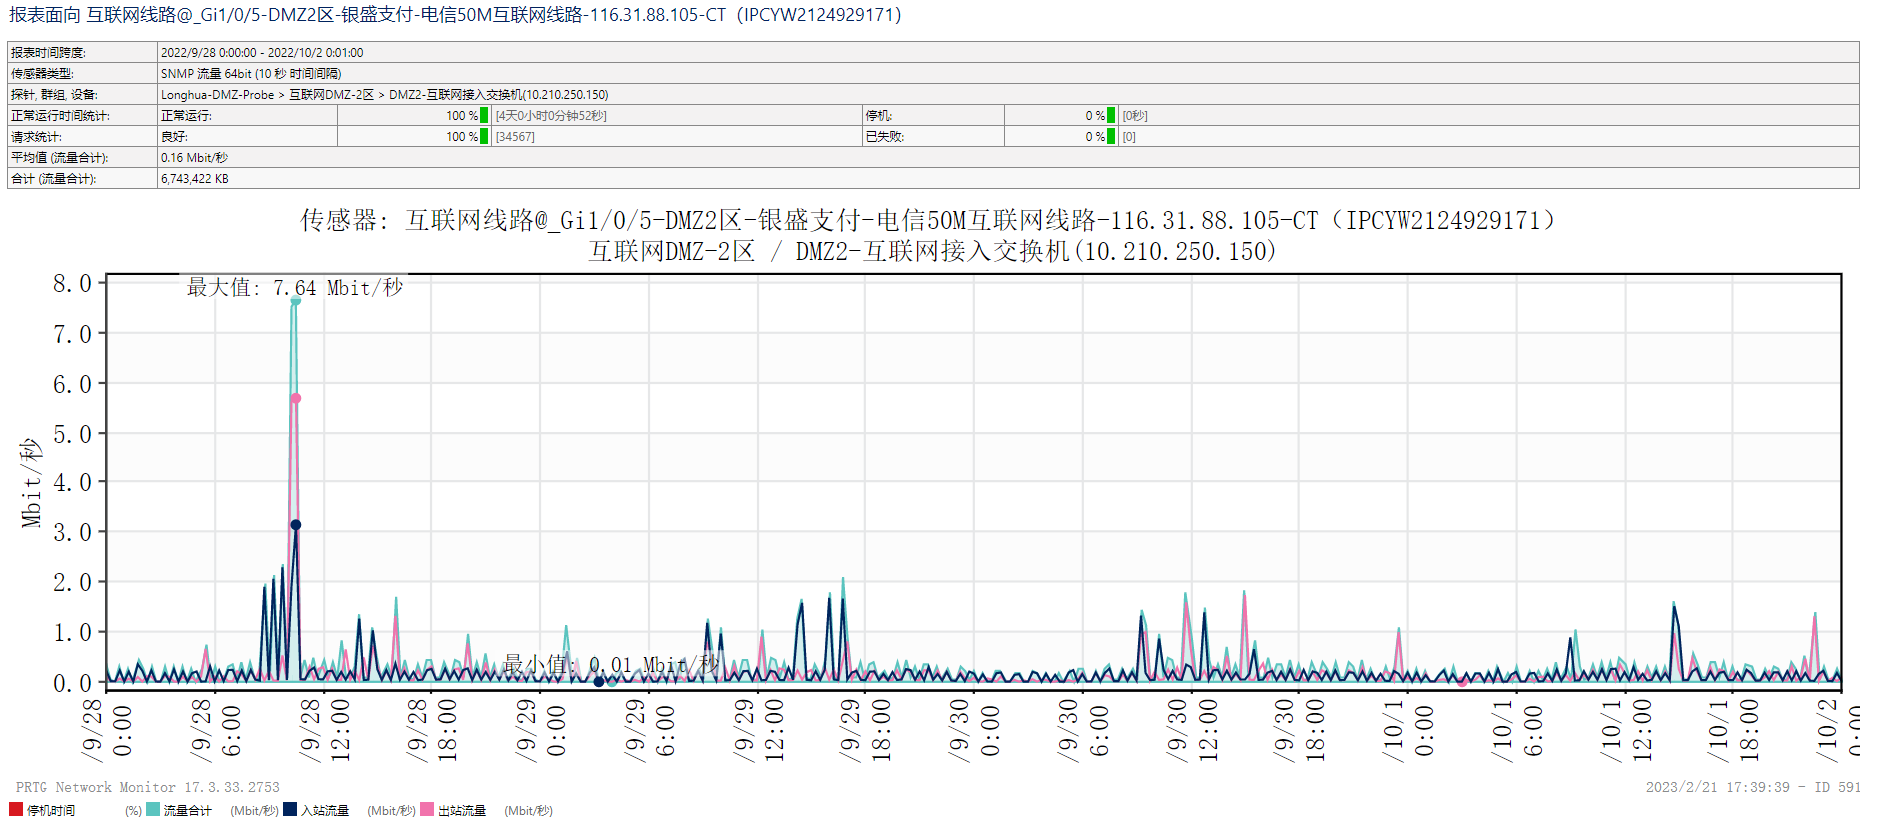 报表面向 互联网线路@_Gi1/0/5-DMZ2区-银盛支付-电信50M互联网线路-116.31.88.105-CT（IPCYW2124929171）
报表时间跨度: 2022/9/28 0:00:00 - 2022/10/2 0:01:00
传感器类型: SNMP 流量 64bit (10 秒 时间间隔)
探针, 群组, 设备: Longhua-DMZ-Probe > 互联网DMZ-2区 > DMZ2-互联网接入交换机(10.210.250.150)
正常运行时间统计: 正常运行: 100 % [4天0小时0分钟52秒] 停机: 0 % [0秒]
请求统计: 良好: 100 % [34567] 已失败: 0 % [0]
平均值 (流量合计): 0.16 Mbit/秒
合计 (流量合计): 6,743,422 KB
传感器: 互联网线路@_Gi1/0/5-DMZ2区-银盛支付-电信50M互联网线路-116.31.88.105-CT（IPCYW2124929171）
互联网DMZ-2区 / DMZ2-互联网接入交换机(10.210.250.150)
Mbit/秒
8.0
7.0
6.0
5.0
4.0
3.0
2.0
1.0
0.0
最大值: 7.64 Mbit/秒
最小值: 0.01 Mbit/秒
/9/28 0:00
/9/28 6:00
/9/28 12:00
/9/28 18:00
/9/29 0:00
/9/29 6:00
/9/29 12:00
/9/29 18:00
/9/30 0:00
/9/30 6:00
/9/30 12:00
/9/30 18:00
/10/1 0:00
/10/1 6:00
/10/1 12:00
/10/1 18:00
/10/2 0:00
PRTG Network Monitor 17.3.33.2753
2023/2/21 17:39:39 - ID 591
停机时间 (%) 流量合计 (Mbit/秒) 入站流量 (Mbit/秒) 出站流量 (Mbit/秒)